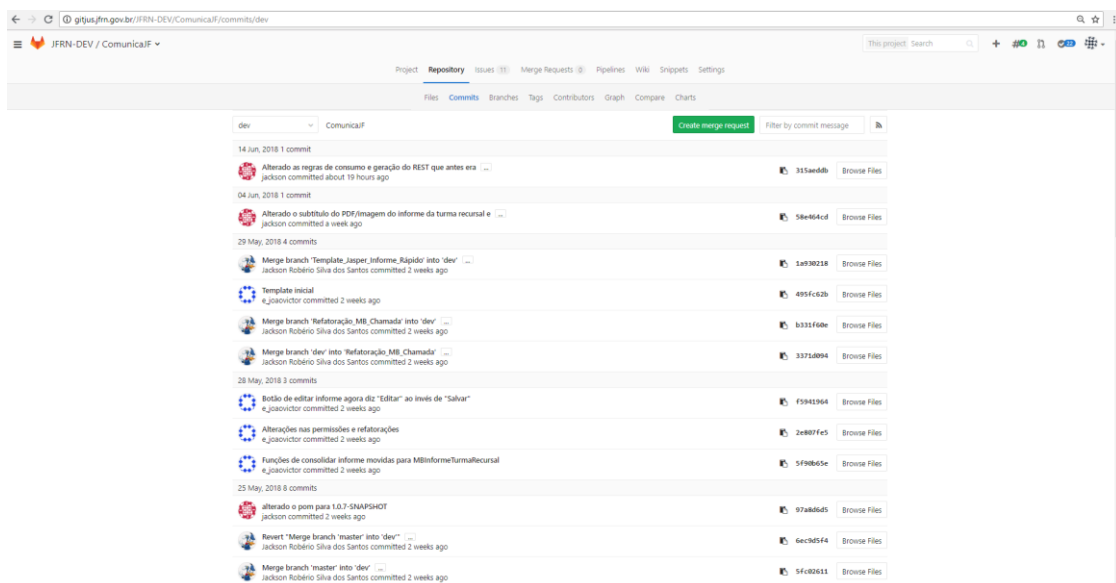 gitjus.jfrn.gov.br/JFRN-DEV/ComunicaJF/commits/dev
JFRN-DEV / ComunicaJF
This project Search
Project Repository Issues 11 Merge Requests 0 Pipelines Wiki Snippets Settings
Files Commits Branches Tags Contributors Graph Compare Charts
dev ComunicaJF Create merge request Filter by commit message
14 Jun, 2018 1 commit
Alterado as regras de consumo e geração do REST que antes era ...
315aeddb Browse Files
jackson committed about 19 hours ago
04 Jun, 2018 1 commit
Alterado o subtítulo do PDF/Imagem do informe da turma recursal e ...
58e464cd Browse Files
jackson committed a week ago
29 May, 2018 4 commits
Merge branch 'Template_Jasper_Informe_Rápido' into 'dev' ...
1a930218 Browse Files
Jackson Robério Silva dos Santos committed 2 weeks ago
Template inicial
495fc62b Browse Files
e_joaovictor committed 2 weeks ago
Merge branch 'Refatoração_MB_Chamada' into 'dev' ...
b331f60e Browse Files
Jackson Robério Silva dos Santos committed 2 weeks ago
Merge branch 'dev' into 'Refatoração_MB_Chamada' ...
3371d094 Browse Files
Jackson Robério Silva dos Santos committed 2 weeks ago
28 May, 2018 3 commits
Botão de editar informe agora diz "Editar" ao invés de "Salvar"
f5941964 Browse Files
e_joaovictor committed 2 weeks ago
Alterações nas permissões e refatorações
2e807fe5 Browse Files
e_joaovictor committed 2 weeks ago
Funções de consolidar informe movidas para MBInformeTurmaRecursal
5f90b65e Browse Files
e_joaovictor committed 2 weeks ago
25 May, 2018 8 commits
alterado o pom para 1.0.7-SNAPSHOT
97a8d6d5 Browse Files
jackson committed 2 weeks ago
Revert "Merge branch 'master' into 'dev'" ...
6ec9d5f4 Browse Files
Jackson Robério Silva dos Santos committed 2 weeks ago
Merge branch 'master' into 'dev' ...
5fc02611 Browse Files
Jackson Robério Silva dos Santos committed 2 weeks ago